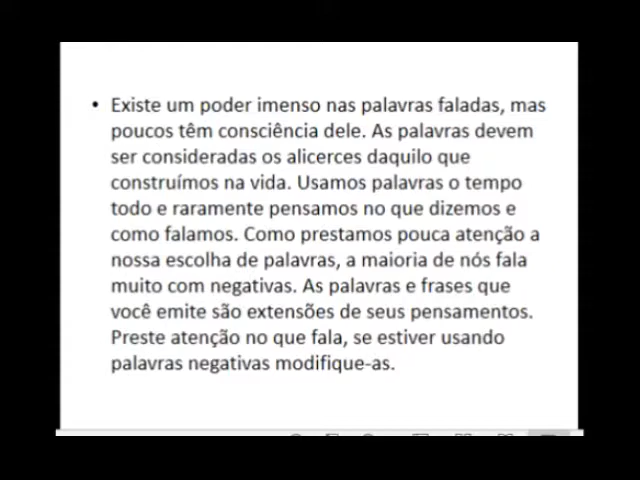 • Existe um poder imenso nas palavras faladas, mas
poucos têm consciência dele. As palavras devem
ser consideradas os alicerces daquilo que
construímos na vida. Usamos palavras o tempo
todo e raramente pensamos no que dizemos e
como falamos. Como prestamos pouca atenção a
nossa escolha de palavras, a maioria de nós fala
muito com negativas. As palavras e frases que
você emite são extensões de seus pensamentos.
Preste atenção no que fala, se estiver usando
palavras negativas modifique-as.